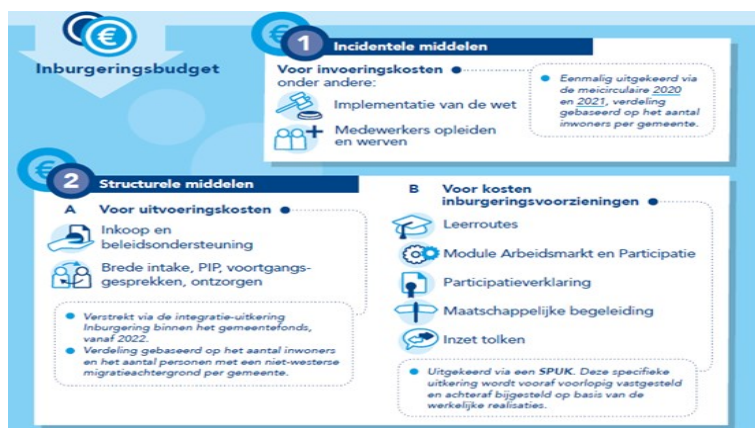 Inburgeringsbudget
1 Incidentele middelen
Voor invoeringskosten
onder andere:
Implementatie van de wet
Medewerkers opleiden
en werven
Eenmalig uitgekeerd via
de meicirculaire 2020
en 2021, verdeling
gebaseerd op het aantal
inwoners per gemeente.
2 Structurele middelen
A Voor uitvoeringskosten
Inkoop en
beleidsondersteuning
Brede intake, PIP, voortgangs-
gesprekken, ontzorgen
Verstrekt via de integratie-uitkering
Inburgering binnen het gemeentefonds,
vanaf 2022.
Verdeling gebaseerd op het aantal inwoners
en het aantal personen met een niet-westerse
migratieachtergrond per gemeente.
B Voor kosten
inburgeringsvoorzieningen
Leerroutes
Module Arbeidsmarkt en Participatie
Participatieverklaring
Maatschappelijke begeleiding
Inzet tolken
Uitgekeerd via een SPUK. Deze specifieke
uitkering wordt vooraf voorlopig vastgesteld
en achteraf bijgesteld op basis van de
werkelijke realisaties.